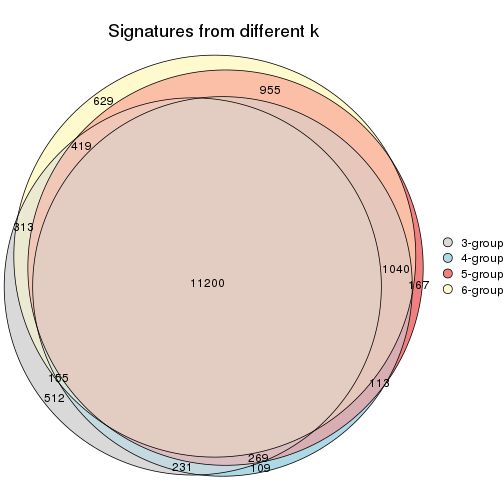 Signatures from different k
955
629
419
313
3-group
4-group
1040
5-group
11200
167
6-group
155
113
512
269
231
109